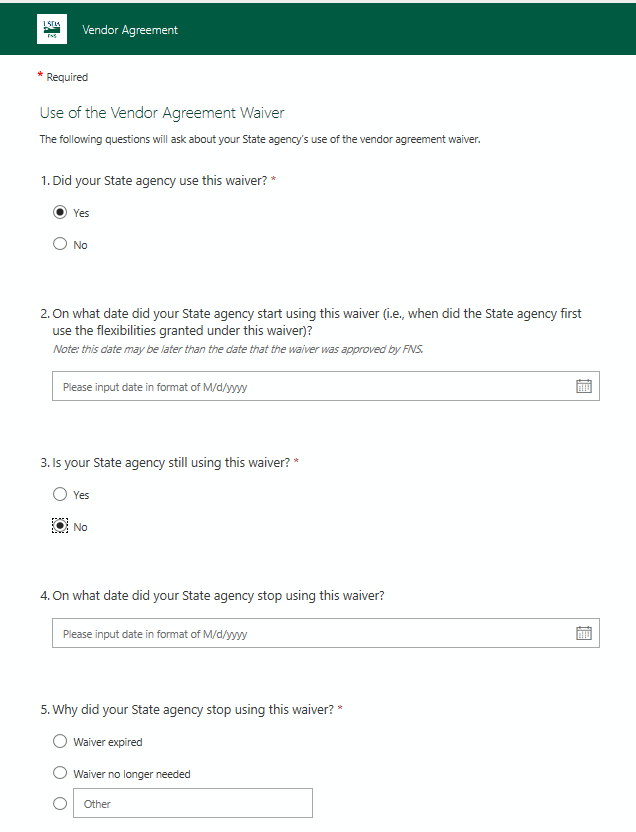 USDA
FNS
Vendor Agreement
* Required
Use of the Vendor Agreement Waiver
The following questions will ask about your State agency's use of the vendor agreement waiver.
1. Did your State agency use this waiver? *
Yes
No
2. On what date did your State agency start using this waiver (i.e., when did the State agency first
use the flexibilities granted under this waiver)?
Note: this date may be later than the date that the waiver was approved by FNS.
Please input date in format of M/d/yyyy
3. Is your State agency still using this waiver? *
Yes
No
4. On what date did your State agency stop using this waiver?
Please input date in format of M/d/yyyy
5. Why did your State agency stop using this waiver? *
Waiver expired
Waiver no longer needed
Other